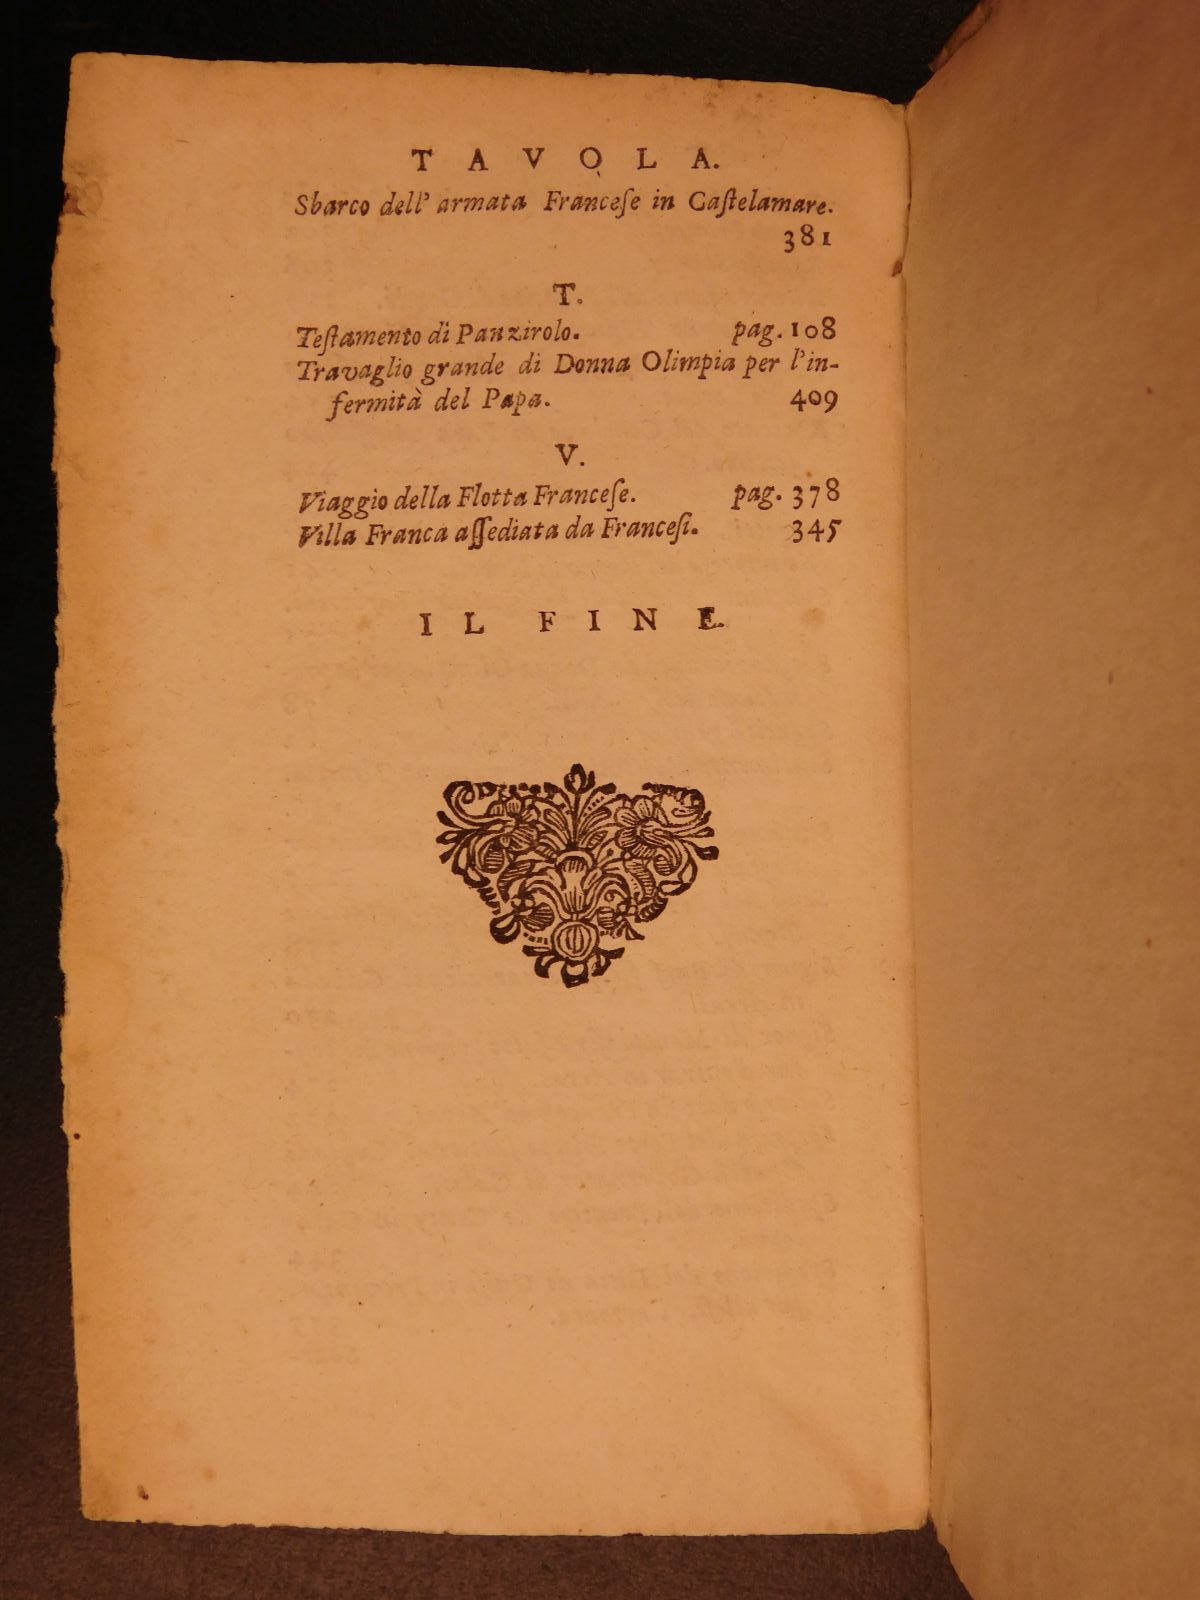 TAVOLA.
Sbarco dell' armata Franceſe in Caſtelamare.
381
T.
Teſtamento di Panzirolo. pag. 108
Travaglio grande di Donna Olimpia per l'in-
fermità del Papa. 409
V.
Viaggio della Flotta Franceſe. pag. 378
Villa Franca aſſediata da Franceſi. 345
IL FINE.